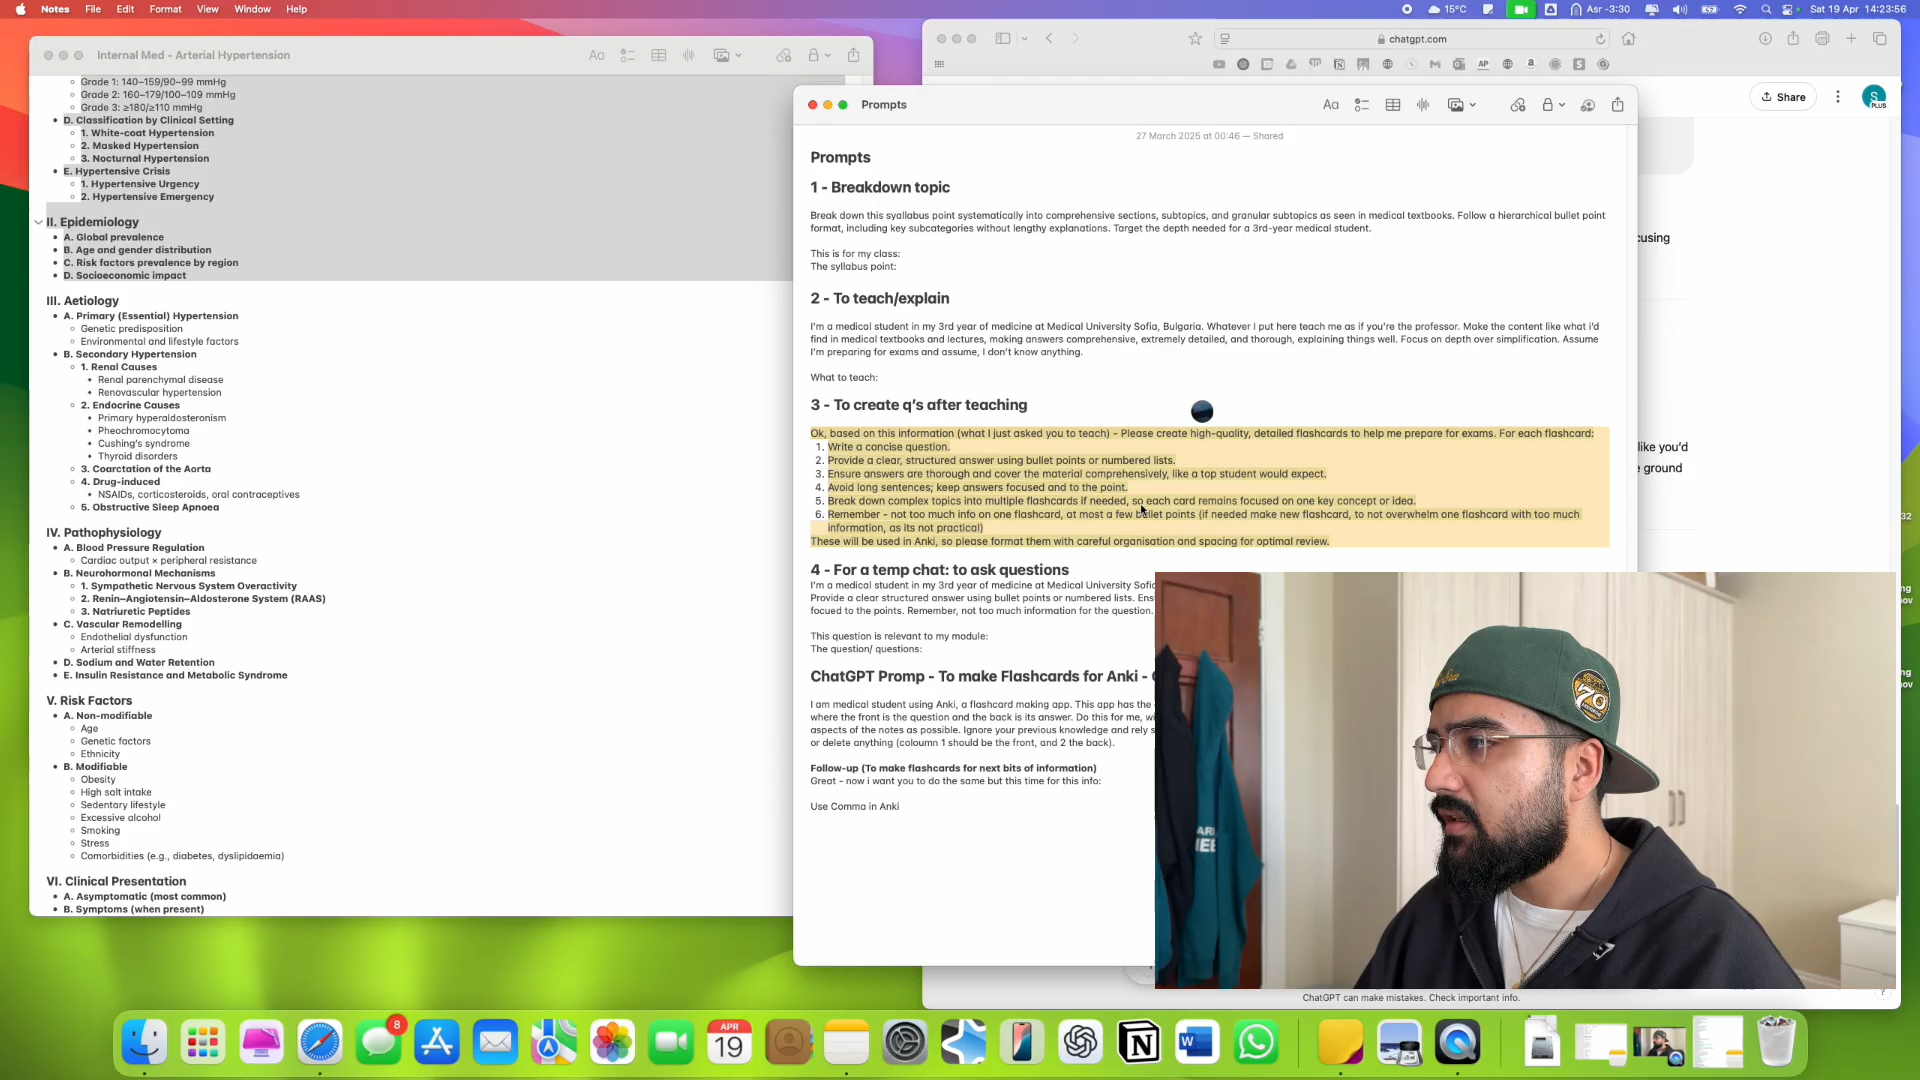 Notes File Edit Format View Window Help
15°C Asr -3:30 Sat 19 Apr 14:23:56
Internal Med - Arterial Hypertension
Grade 1: 140–159/90–99 mmHg
Grade 2: 160–179/100–109 mmHg
Grade 3: ≥180/≥110 mmHg
D. Classification by Clinical Setting
1. White-coat Hypertension
2. Masked Hypertension
3. Nocturnal Hypertension
E. Hypertensive Crisis
1. Hypertensive Urgency
2. Hypertensive Emergency
II. Epidemiology
A. Global prevalence
B. Age and gender distribution
C. Risk factors prevalence by region
D. Socioeconomic impact
III. Aetiology
A. Primary (Essential) Hypertension
Genetic predisposition
Environmental and lifestyle factors
B. Secondary Hypertension
1. Renal Causes
Renal parenchymal disease
Renovascular hypertension
2. Endocrine Causes
Primary hyperaldosteronism
Pheochromocytoma
Cushing's syndrome
Thyroid disorders
3. Coarctation of the Aorta
4. Drug-induced
NSAIDs, corticosteroids, oral contraceptives
5. Obstructive Sleep Apnoea
IV. Pathophysiology
A. Blood Pressure Regulation
Cardiac output × peripheral resistance
B. Neurohormonal Mechanisms
1. Sympathetic Nervous System Overactivity
2. Renin–Angiotensin–Aldosterone System (RAAS)
3. Natriuretic Peptides
C. Vascular Remodelling
Endothelial dysfunction
Arterial stiffness
D. Sodium and Water Retention
E. Insulin Resistance and Metabolic Syndrome
V. Risk Factors
A. Non-modifiable
Age
Genetic factors
Ethnicity
B. Modifiable
Obesity
High salt intake
Sedentary lifestyle
Excessive alcohol
Smoking
Stress
Comorbidities (e.g., diabetes, dyslipidaemia)
VI. Clinical Presentation
A. Asymptomatic (most common)
B. Symptoms (when present)
chatgpt.com
AP
Share
S
PLUS
Prompts
27 March 2025 at 00:46 — Shared
Prompts
1 - Breakdown topic
Break down this syallabus point systematically into comprehensive sections, subtopics, and granular subtopics as seen in medical textbooks. Follow a hierarchical bullet point
format, including key subcategories without lengthy explanations. Target the depth needed for a 3rd-year medical student.
This is for my class:
The syllabus point:
2 - To teach/explain
I'm a medical student in my 3rd year of medicine at Medical University Sofia, Bulgaria. Whatever I put here teach me as if you're the professor. Make the content like what i'd
find in medical textbooks and lectures, making answers comprehensive, extremely detailed, and thorough, explaining things well. Focus on depth over simplification. Assume
I'm preparing for exams and assume, I don't know anything.
What to teach:
3 - To create q's after teaching
Ok, based on this information (what I just asked you to teach) - Please create high-quality, detailed flashcards to help me prepare for exams. For each flashcard:
1. Write a concise question.
2. Provide a clear, structured answer using bullet points or numbered lists.
3. Ensure answers are thorough and cover the material comprehensively, like a top student would expect.
4. Avoid long sentences; keep answers focused and to the point.
5. Break down complex topics into multiple flashcards if needed, so each card remains focused on one key concept or idea.
6. Remember - not too much info on one flashcard, at most a few bullet points (if needed make new flashcard, to not overwhelm one flashcard with too much
information, as its not practical)
These will be used in Anki, so please format them with careful organisation and spacing for optimal review.
4 - For a temp chat: to ask questions
I'm a medical student in my 3rd year of medicine at Medical University Sofia
Provide a clear structured answer using bullet points or numbered lists. Ens
focued to the points. Remember, not too much information for the question.
This question is relevant to my module:
The question/ questions:
ChatGPT Promp - To make Flashcards for Anki -
I am medical student using Anki, a flashcard making app. This app has the
where the front is the question and the back is its answer. Do this for me, wi
aspects of the notes as possible. Ignore your previous knowledge and rely s
or delete anything (coloumn 1 should be the front, and 2 the back).
Follow-up (To make flashcards for next bits of information)
Great - now i want you to do the same but this time for this info:
Use Comma in Anki
cusing
like you'd
ground
32
ng
ov
ng
ov
70
ChatGPT can make mistakes. Check important info.
?
8
APR
19
W